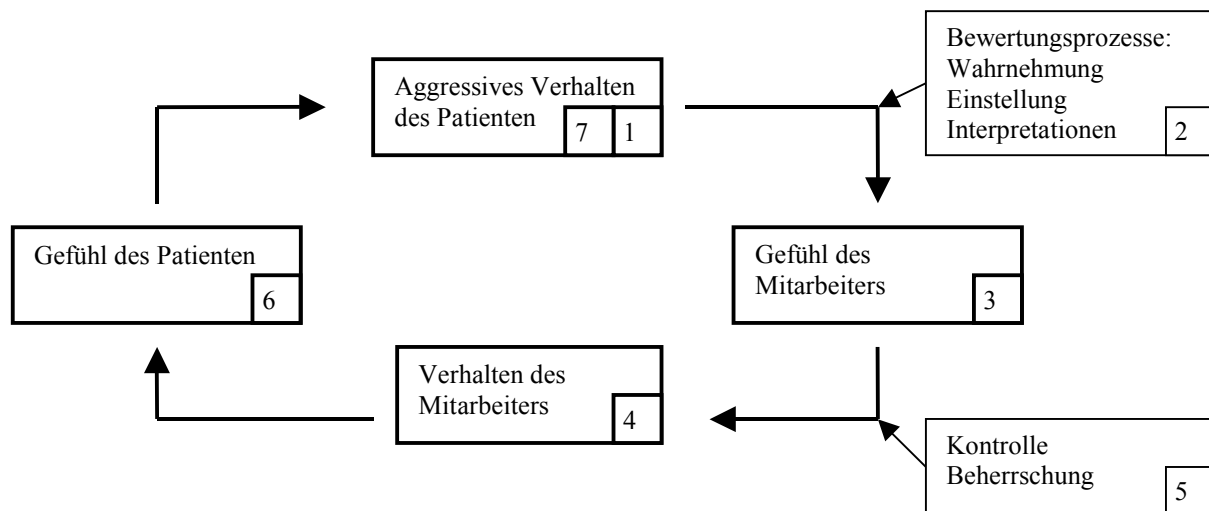 Aggressives Verhalten
des Patienten
7 1
Bewertungsprozesse:
Wahrnehmung
Einstellung
Interpretationen
2
Gefühl des
Mitarbeiters
3
Verhalten des
Mitarbeiters
4
Kontrolle
Beherrschung
5
Gefühl des Patienten
6